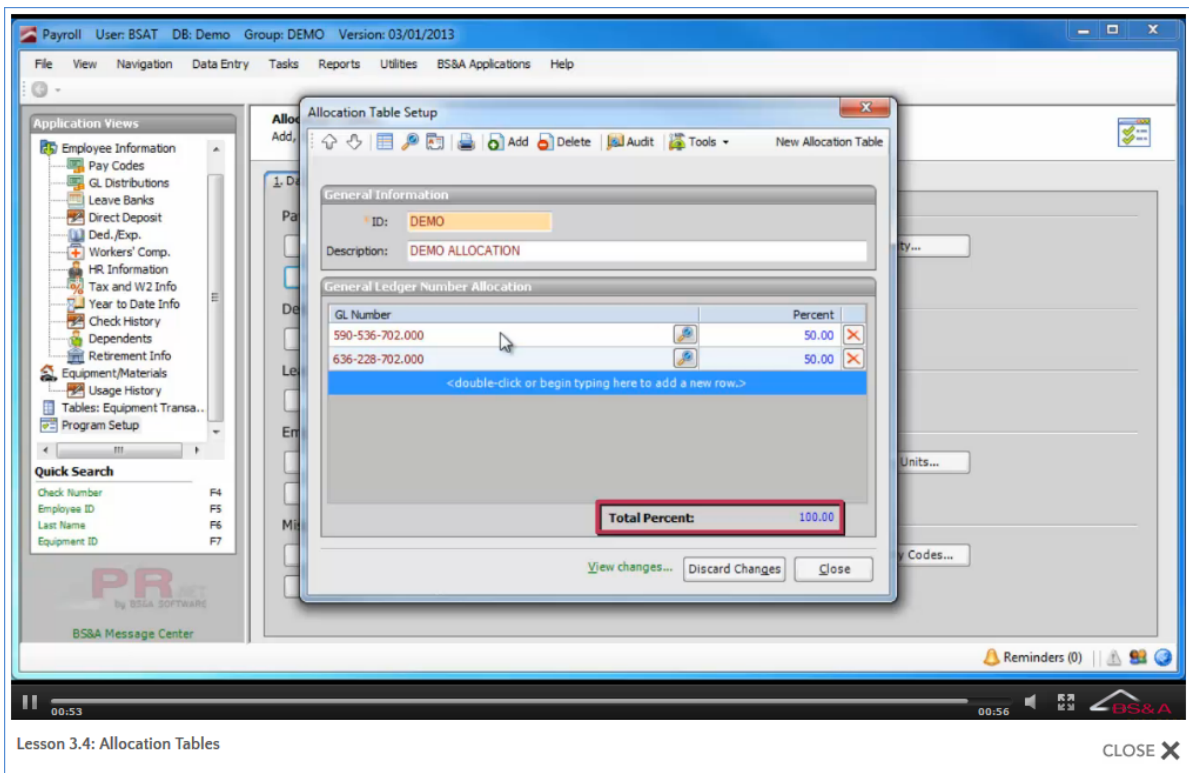 Payroll User: BSAT DB: Demo Group: DEMO Version: 03/01/2013
File View Navigation Data Entry Tasks Reports Utilities BS&A Applications Help
Application Views
Employee Information
Pay Codes
GL Distributions
Leave Banks
Direct Deposit
Ded./Exp.
Workers' Comp.
HR Information
Tax and W2 Info
Year to Date Info
Check History
Dependents
Retirement Info
Equipment/Materials
Usage History
Tables: Equipment Transa..
Program Setup
Quick Search
Check Number F4
Employee ID F5
Last Name F6
Equipment ID F7
PR.NET
by BS&A SOFTWARE
BS&A Message Center
Add,
Allocation Table Setup
Add Delete Audit Tools New Allocation Table
General Information
ID: DEMO
Description: DEMO ALLOCATION
General Ledger Number Allocation
GL Number Percent
590-536-702.000 50.00
636-228-702.000 50.00
<double-click or begin typing here to add a new row.>
Total Percent: 100.00
View changes... Discard Changes Close
Units...
y Codes...
Reminders (0)
00:53 00:56
BS&A
Lesson 3.4: Allocation Tables
CLOSE